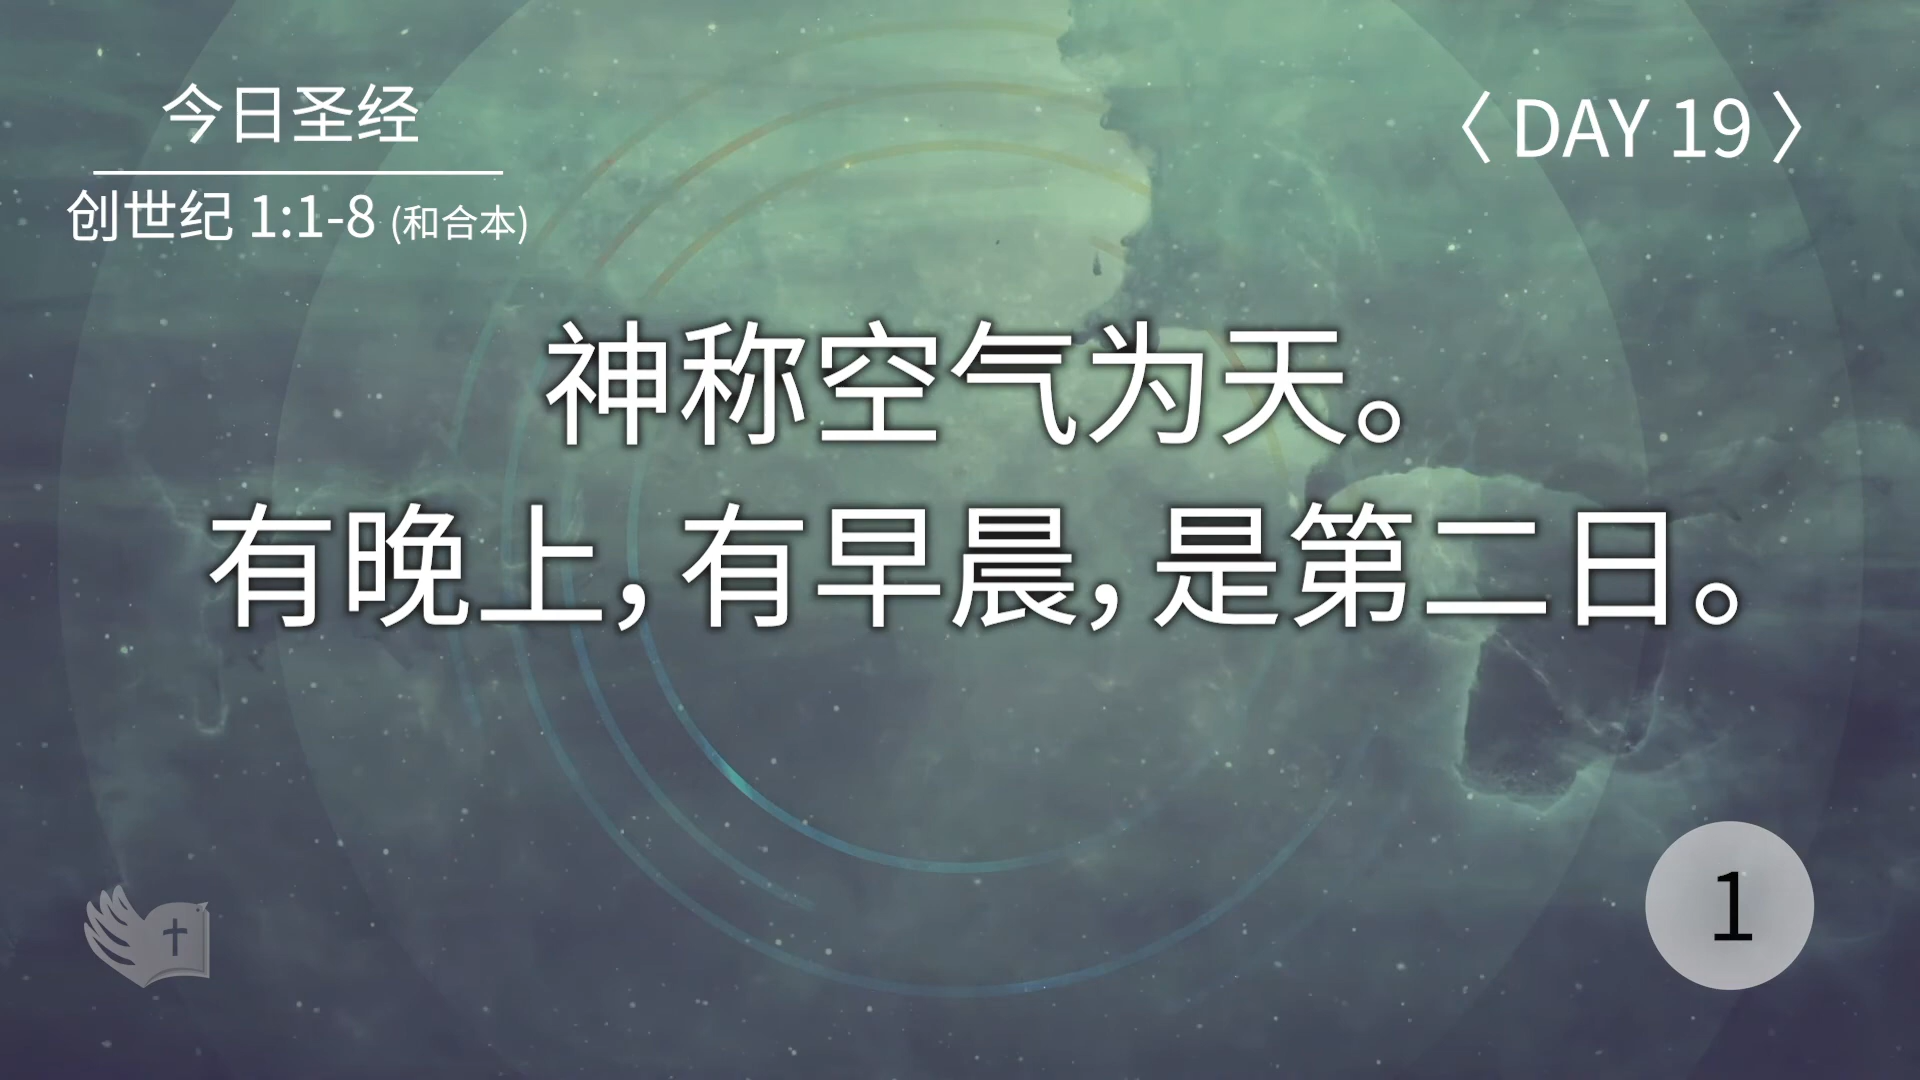 今日圣经
〈 DAY 19 〉
创世纪 1:1-8 (和合本)
神称空气为天。
有晚上，有早晨，是第二日。
1